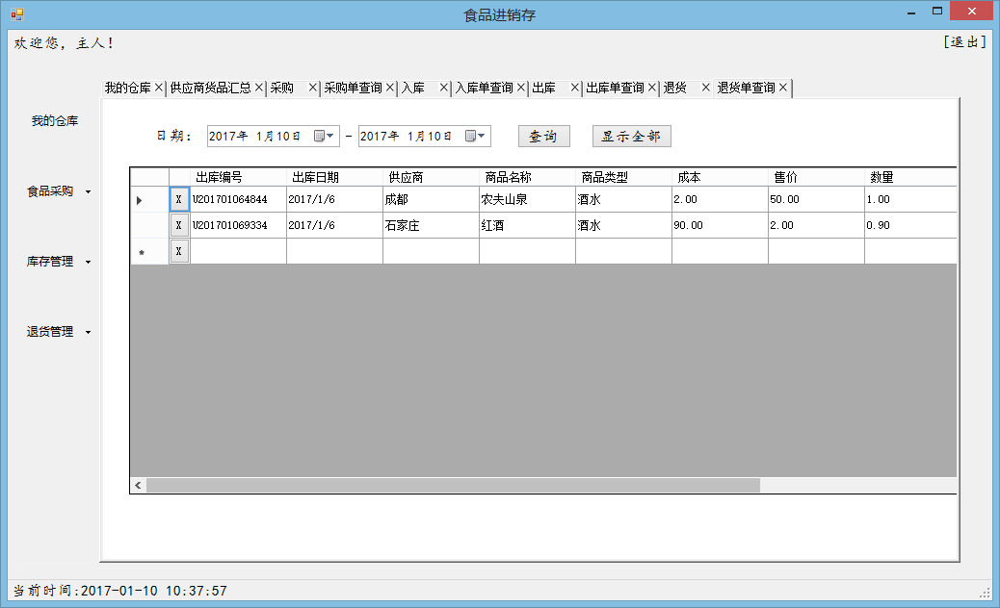 食品进销存
欢迎您, 主人!
[退出]
我的仓库 供应商货品汇总 采购 采购单查询 入库 入库单查询 出库 出库单查询 退货 退货单查询
我的仓库
食品采购
库存管理
退货管理
日期: 2017年 1月10日 - 2017年 1月10日 查询 显示全部
出库编号 出库日期 供应商 商品名称 商品类型 成本 售价 数量
X U201701064844 2017/1/6 成都 农夫山泉 酒水 2.00 50.00 1.00
X U201701069334 2017/1/6 石家庄 红酒 酒水 90.00 2.00 0.90
X
当前时间:2017-01-10 10:37:57